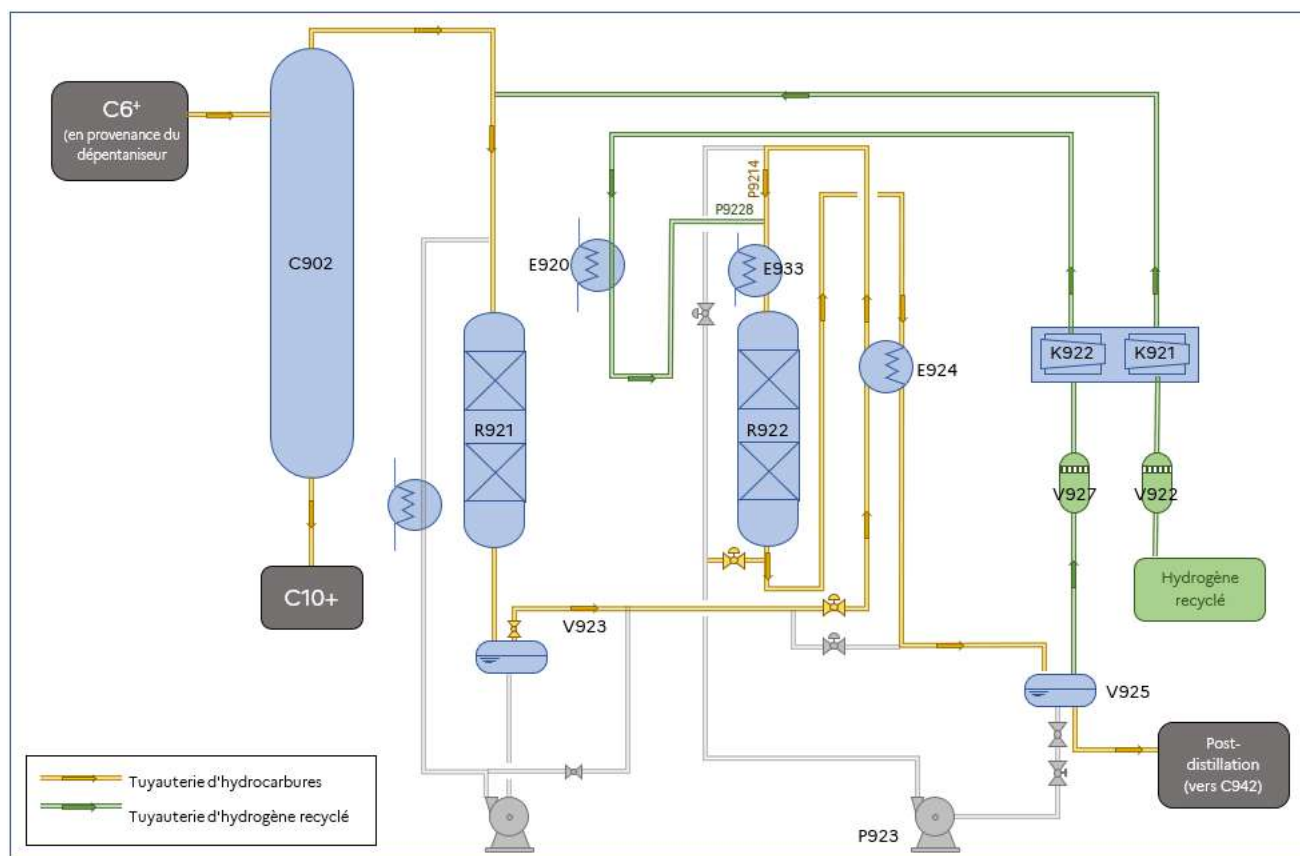 C6⁺
(en provenance du
dépentaniseur
C902
C10+
E920
P9228
P9214
E933
R921
R922
E924
K922
K921
V927
V922
Hydrogène
recyclé
V923
V925
Post-
distillation
(vers C942)
P923
Tuyauterie d'hydrocarbures
Tuyauterie d'hydrogène recyclé